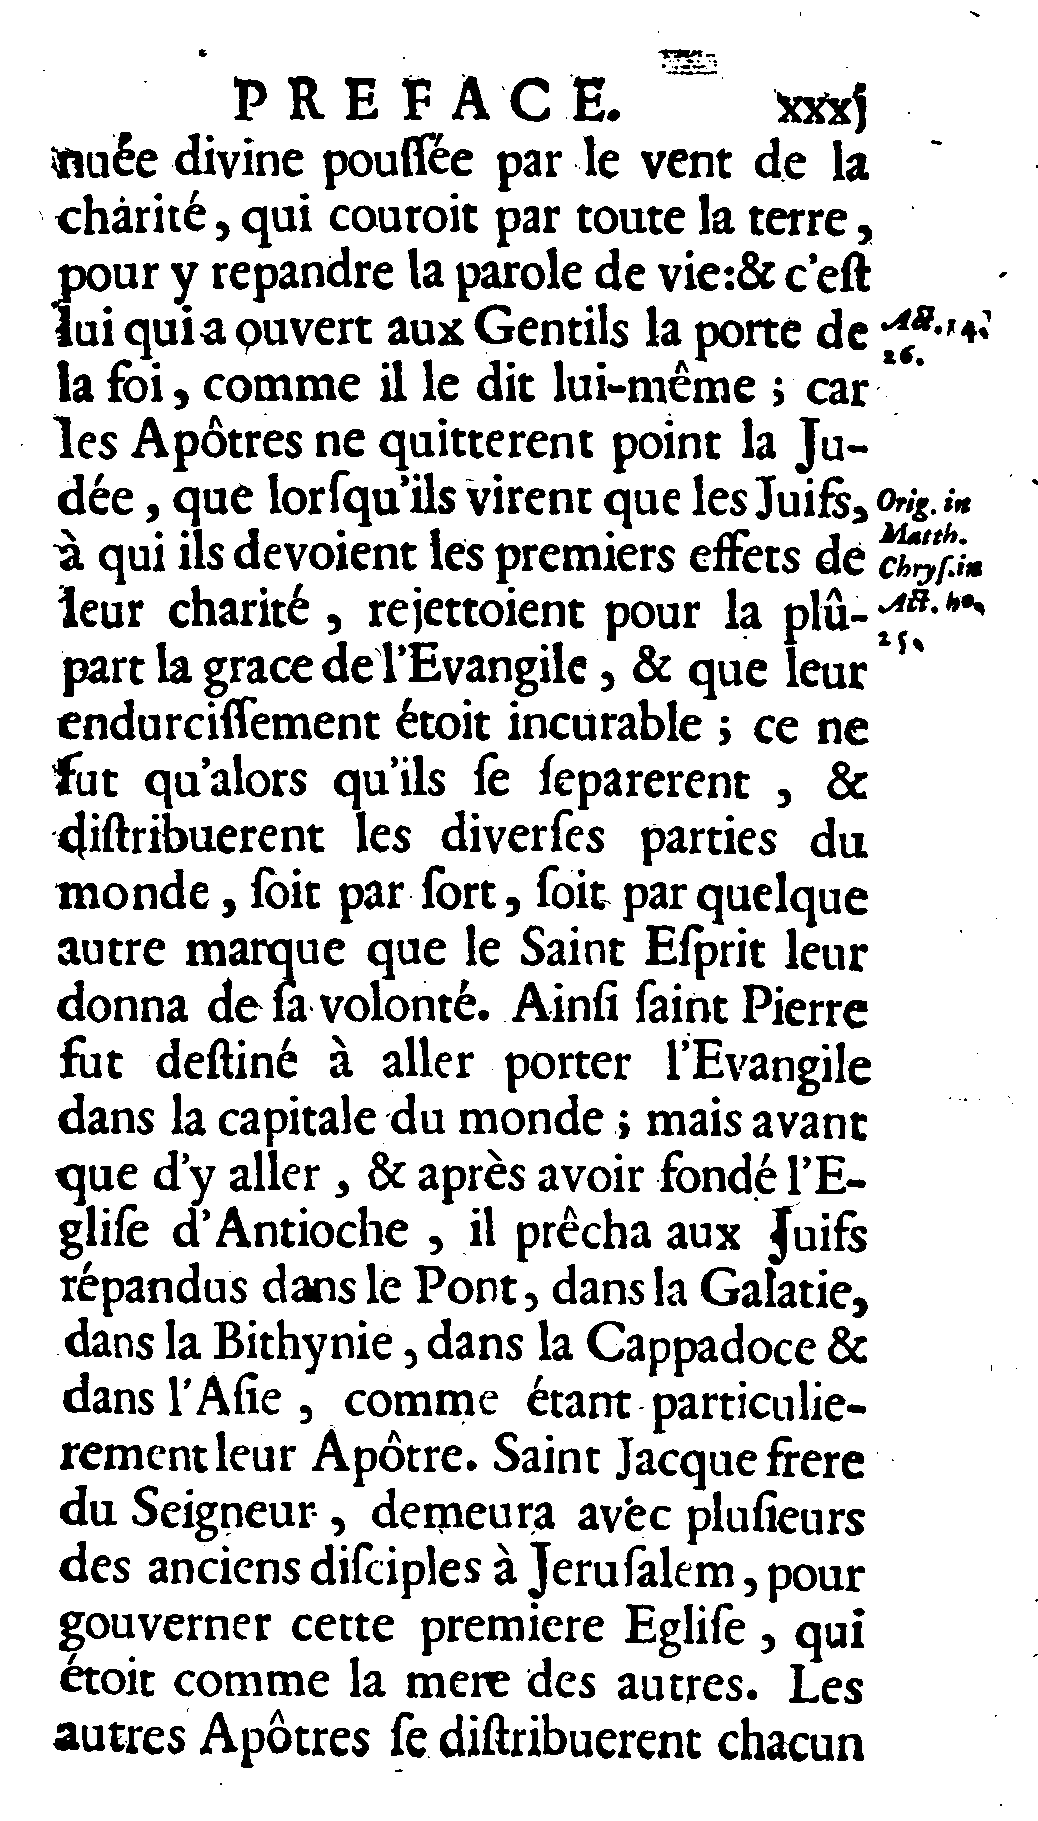 PREFACE. xxxj
nuée divine pouſſée par le vent de la
charité, qui couroit par toute la terre,
pour y repandre la parole de vie:& c'eſt
lui qui a ouvert aux Gentils la porte de
Act. 14.
26.
la foi, comme il le dit lui-même ; car
les Apôtres ne quitterent point la Ju-
dée, que lorſqu'ils virent que les Juifs,
Orig. in
Matth.
à qui ils devoient les premiers effets de
Chryſ. in
leur charité, rejettoient pour la plû-
Act. ho.
25.
part la grace de l'Evangile, & que leur
endurciſſement étoit incurable ; ce ne
fut qu'alors qu'ils ſe ſeparerent, &
diſtribuerent les diverſes parties du
monde, ſoit par ſort, ſoit par quelque
autre marque que le Saint Eſprit leur
donna de ſa volonté. Ainſi ſaint Pierre
fut deſtiné à aller porter l'Evangile
dans la capitale du monde ; mais avant
que d'y aller, & après avoir fondé l'E-
gliſe d'Antioche, il prêcha aux Juifs
répandus dans le Pont, dans la Galatie,
dans la Bithynie, dans la Cappadoce &
dans l'Aſie, comme étant particulie-
rement leur Apôtre. Saint Jacque frere
du Seigneur, demeura avec pluſieurs
des anciens diſciples à Jeruſalem, pour
gouverner cette premiere Egliſe, qui
étoit comme la mere des autres. Les
autres Apôtres ſe diſtribuerent chacun